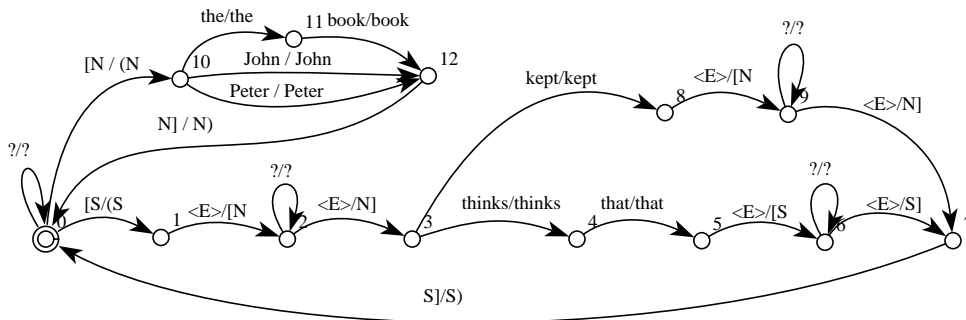 the/the
11 book/book
[N / (N
10
John / John
12
Peter / Peter
kept/kept
<E>/[N
?/?
8
9
<E>/N]
N] / N)
?/?
[S/(S
0
1
<E>/[N
?/?
2
<E>/N]
3
thinks/thinks
4
that/that
5
<E>/[S
?/?
6
<E>/S]
S]/S)